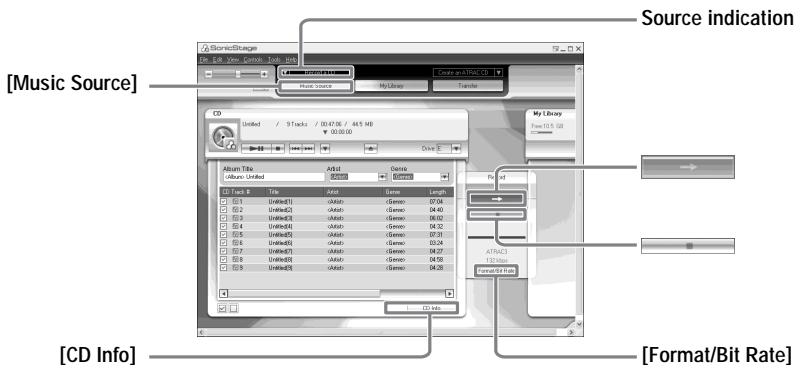 Source indication
SonicStage
File Edit View Controls Tools Help
Record a CD
Create an ATRAC CD
[Music Source]
Music Source
My Library
Transfer
CD
My Library
Untitled / 9 Tracks / 00:47:06 / 44.5 MB
Free 10.5 GB
00:00:00
Drive E
Album Title Artist Genre
<Album> Untitled <Artist> <Genre>
Record
CD Track # Title Artist Genre Length
1 Untitled(1) <Artist> <Genre> 07:04
2 Untitled(2) <Artist> <Genre> 04:40
3 Untitled(3) <Artist> <Genre> 06:02
4 Untitled(4) <Artist> <Genre> 04:32
5 Untitled(5) <Artist> <Genre> 07:31
6 Untitled(6) <Artist> <Genre> 03:24
7 Untitled(7) <Artist> <Genre> 04:27
8 Untitled(8) <Artist> <Genre> 04:58
9 Untitled(9) <Artist> <Genre> 04:28
ATRAC3
132 kbps
Format/Bit Rate
CD Info
[CD Info]
[Format/Bit Rate]